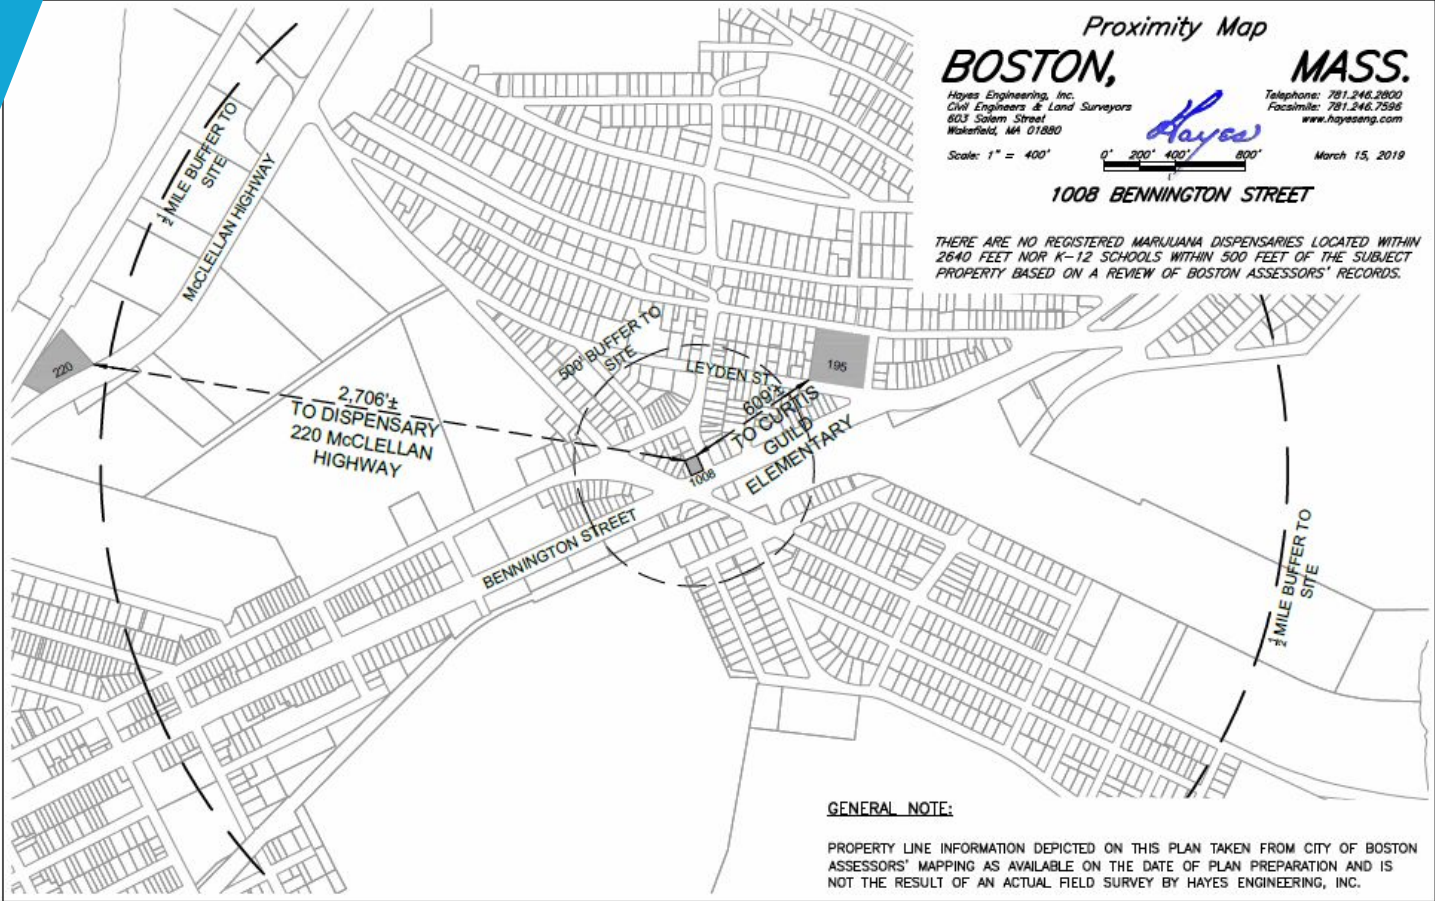 Proximity Map
BOSTON, MASS.
Hayes Engineering, Inc.
Civil Engineers & Land Surveyors
603 Salem Street
Wakefield, MA 01880
Telephone: 781.246.2800
Facsimile: 781.246.7596
www.hayeseng.com
Hayes
Scale: 1" = 400'
0' 200' 400' 800'
March 15, 2019
1008 BENNINGTON STREET
THERE ARE NO REGISTERED MARIJUANA DISPENSARIES LOCATED WITHIN
2640 FEET NOR K-12 SCHOOLS WITHIN 500 FEET OF THE SUBJECT
PROPERTY BASED ON A REVIEW OF BOSTON ASSESSORS' RECORDS.
1/2 MILE BUFFER TO
SITE
McCLELLAN HIGHWAY
220
2,706'±
TO DISPENSARY
220 McCLELLAN
HIGHWAY
500' BUFFER TO
SITE
LEYDEN ST
195
609'±
TO CURTIS
GUILD
ELEMENTARY
1008
BENNINGTON STREET
1/2 MILE BUFFER TO
SITE
GENERAL NOTE:
PROPERTY LINE INFORMATION DEPICTED ON THIS PLAN TAKEN FROM CITY OF BOSTON
ASSESSORS' MAPPING AS AVAILABLE ON THE DATE OF PLAN PREPARATION AND IS
NOT THE RESULT OF AN ACTUAL FIELD SURVEY BY HAYES ENGINEERING, INC.